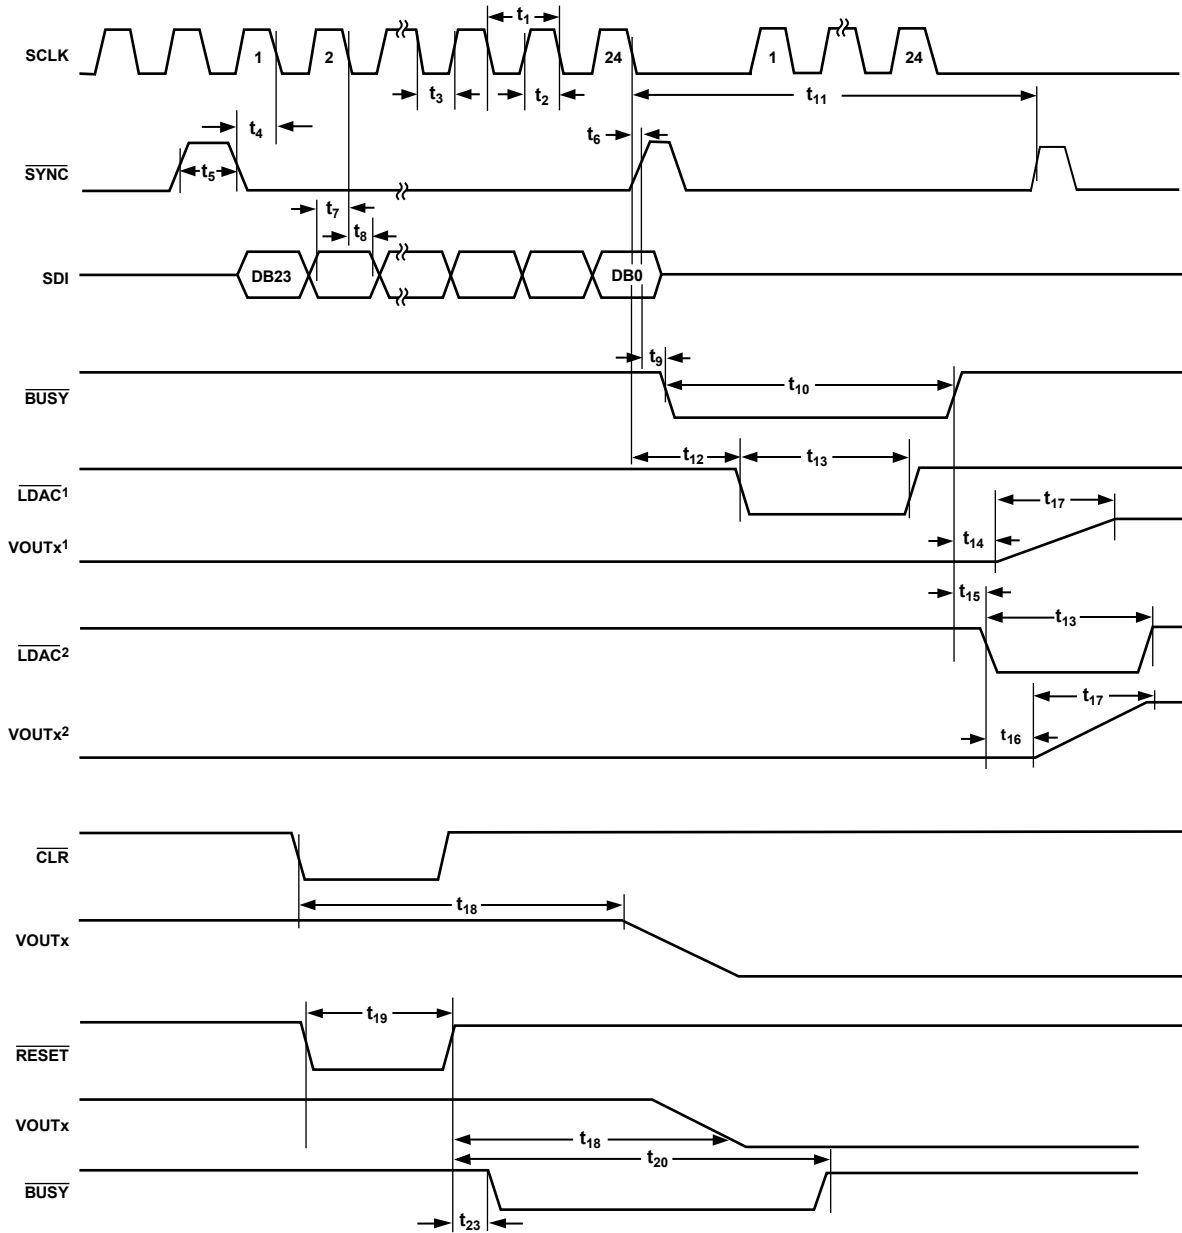 t1
SCLK
1
2
24
1
24
t3
t2
t11
t4
t6
SYNC
t5
t7
t8
SDI
DB23
DB0
t9
t10
BUSY
t12
t13
LDAC1
t17
VOUTx1
t14
t15
t13
LDAC2
t17
VOUTx2
t16
CLR
t18
VOUTx
t19
RESET
VOUTx
t18
t20
BUSY
t23